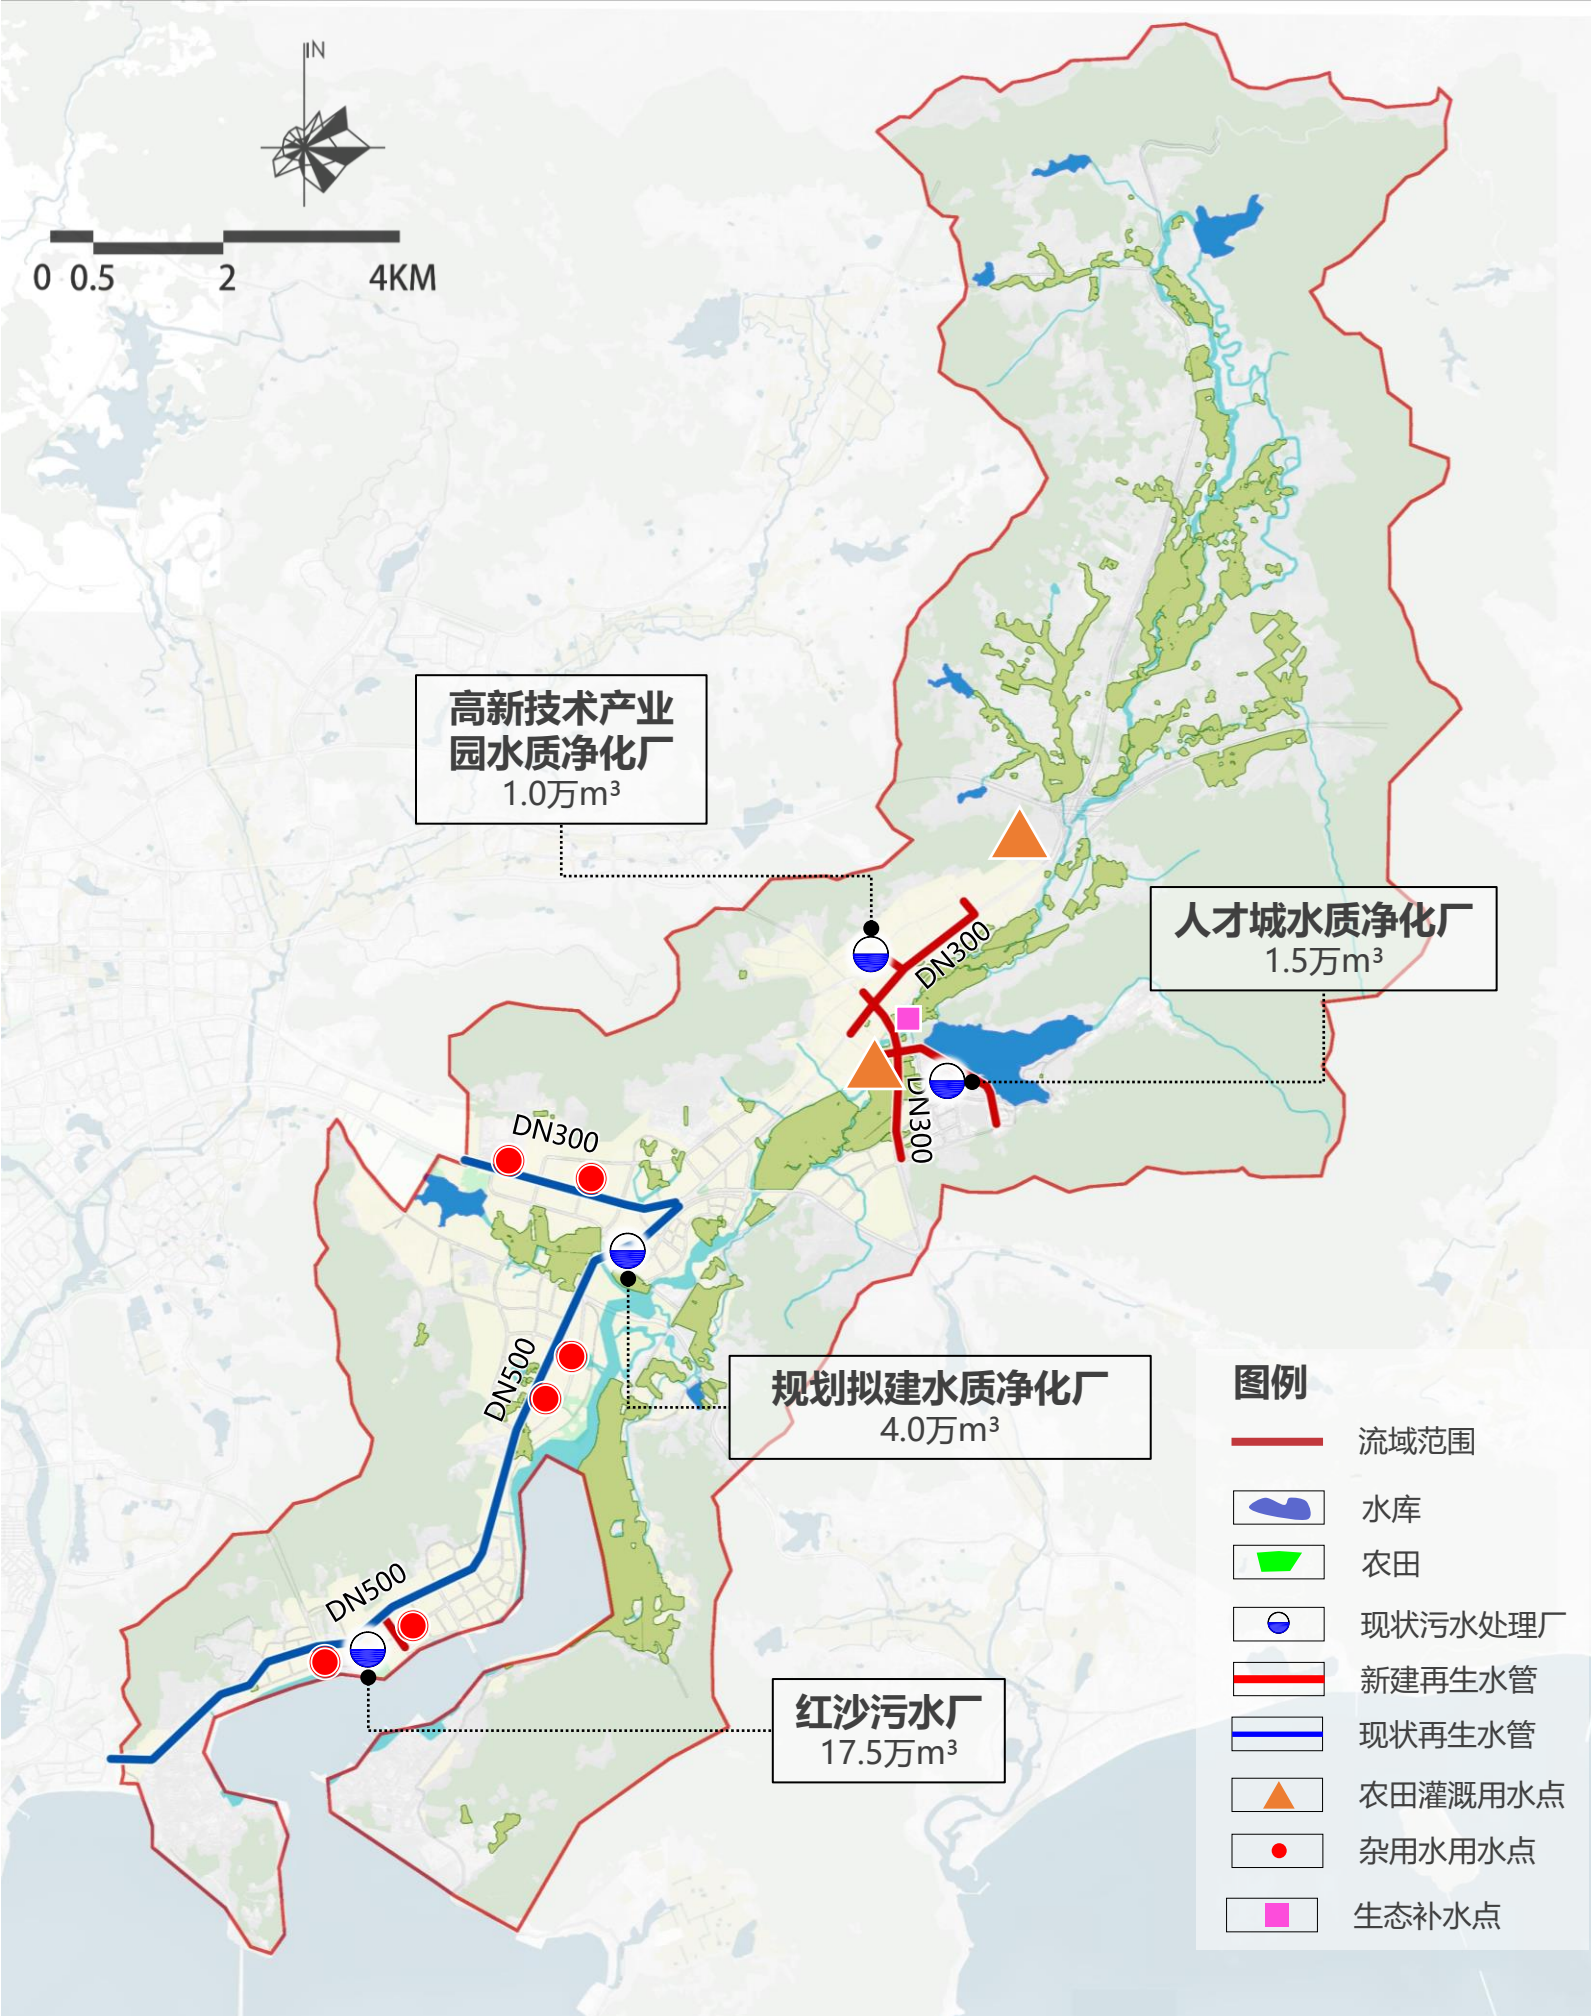 N
0 0.5 2 4KM
高新技术产业
园水质净化厂
1.0万m³
人才城水质净化厂
1.5万m³
DN300
DN300
DN300
DN500
规划拟建水质净化厂
4.0万m³
DN500
红沙污水厂
17.5万m³
图例
流域范围
水库
农田
现状污水处理厂
新建再生水管
现状再生水管
农田灌溉用水点
杂用水用水点
生态补水点